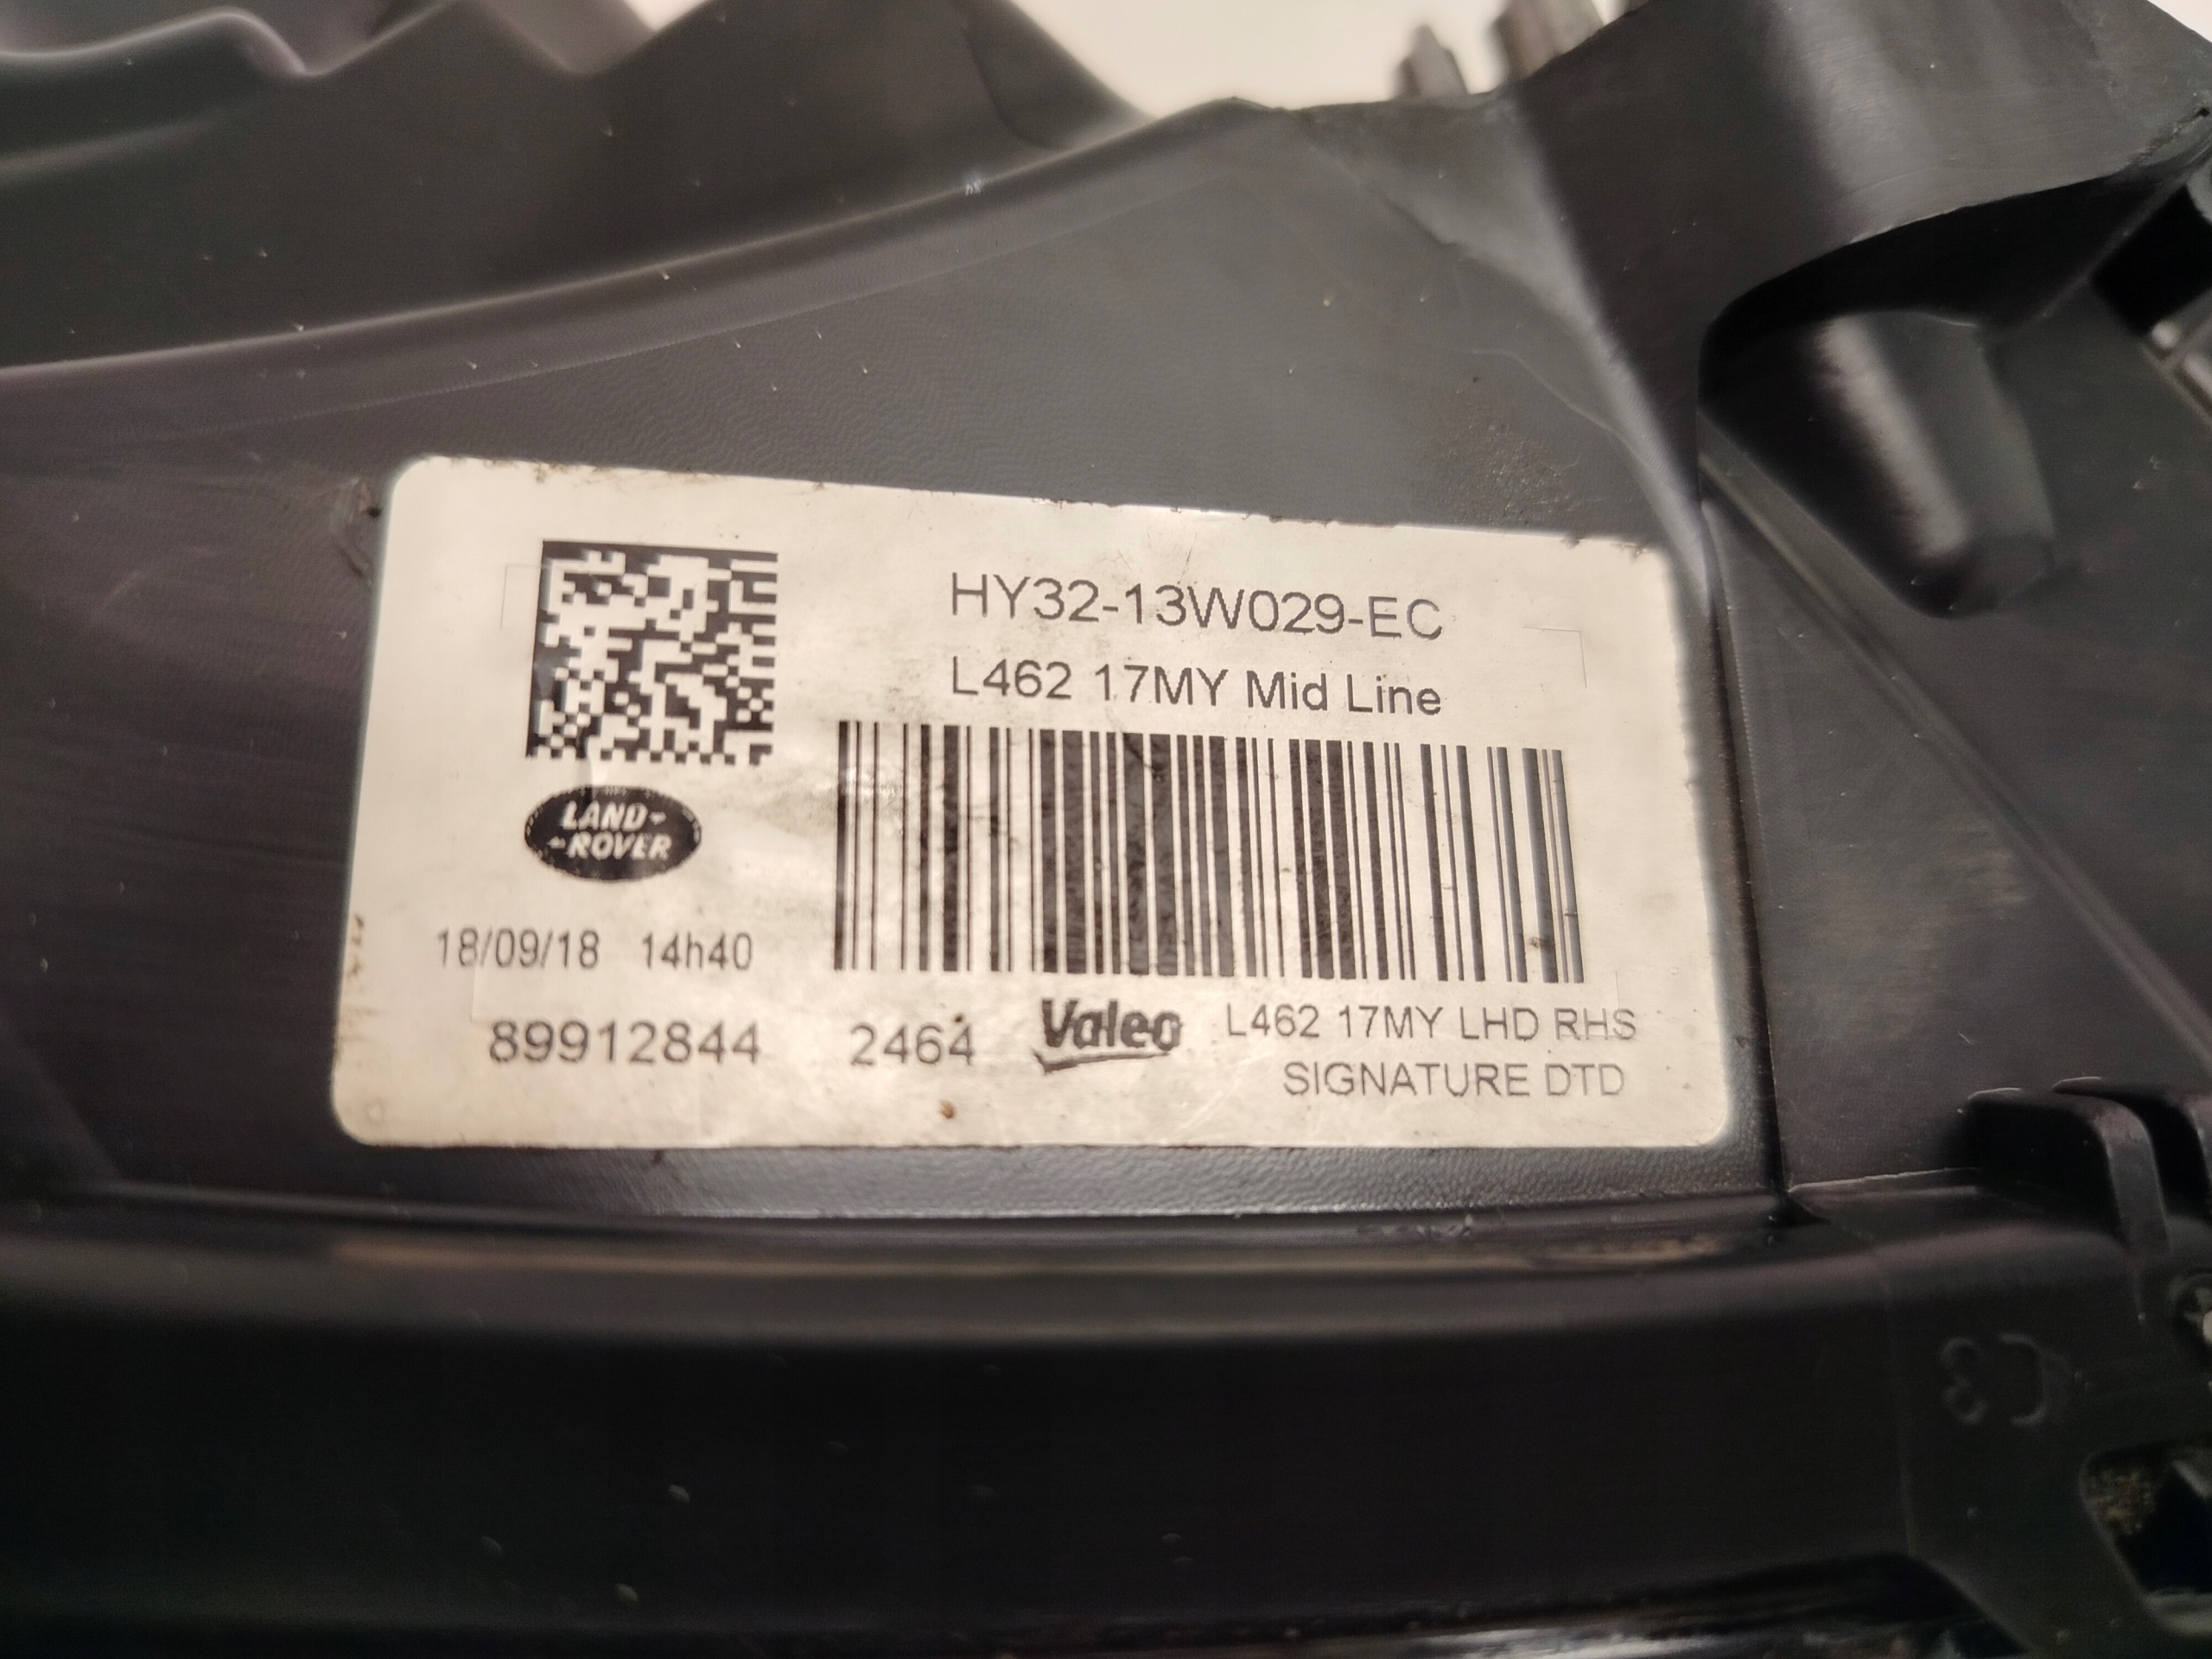 HY32-13W029-EC
L462 17MY Mid Line
LAND-
-ROVER
18/09/18 14h40
89912844 2464 Valeo L462 17MY LHD RHS
SIGNATURE DTD